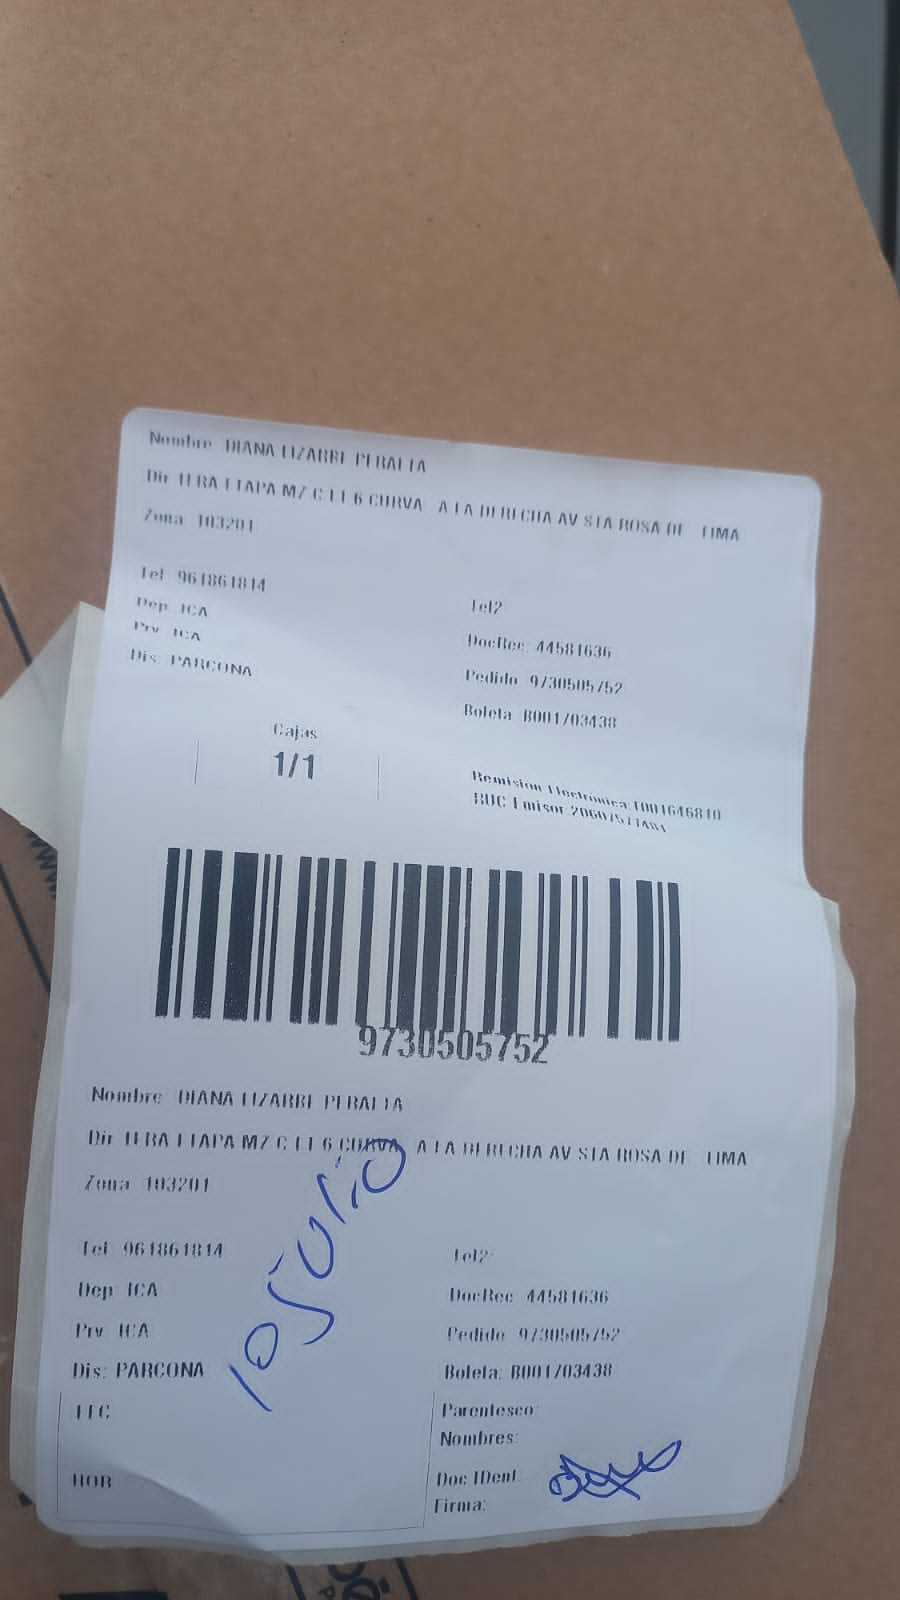 Nombre DIANA LIZARBE PERALTA
Dir 1ERA ETAPA MZ C LT 6 CURVA A LA DERECHA AV STA ROSA DE LIMA
Zona 103201
Tel 961861814
Tel2
Dep ICA
DocRec: 44581636
Prv ICA
Pedido 9730505752
Dis: PARCONA
Boleta: B001703438
Cajas
1/1
Remision Electronica
RUC Emisor
9730505752
Nombre DIANA LIZARBE PERALTA
Dir 1ERA ETAPA MZ C LT 6 CURVA A LA DERECHA AV STA ROSA DE LIMA
Zona 103201
Tel 961861814
Tel2:
Dep ICA
DocRec 44581636
Prv ICA
Pedido 9730505752
Dis: PARCONA
Boleta: B001703438
10 JULIO
Parentesco:
Nombres:
HOR
Doc IDent
Firma: